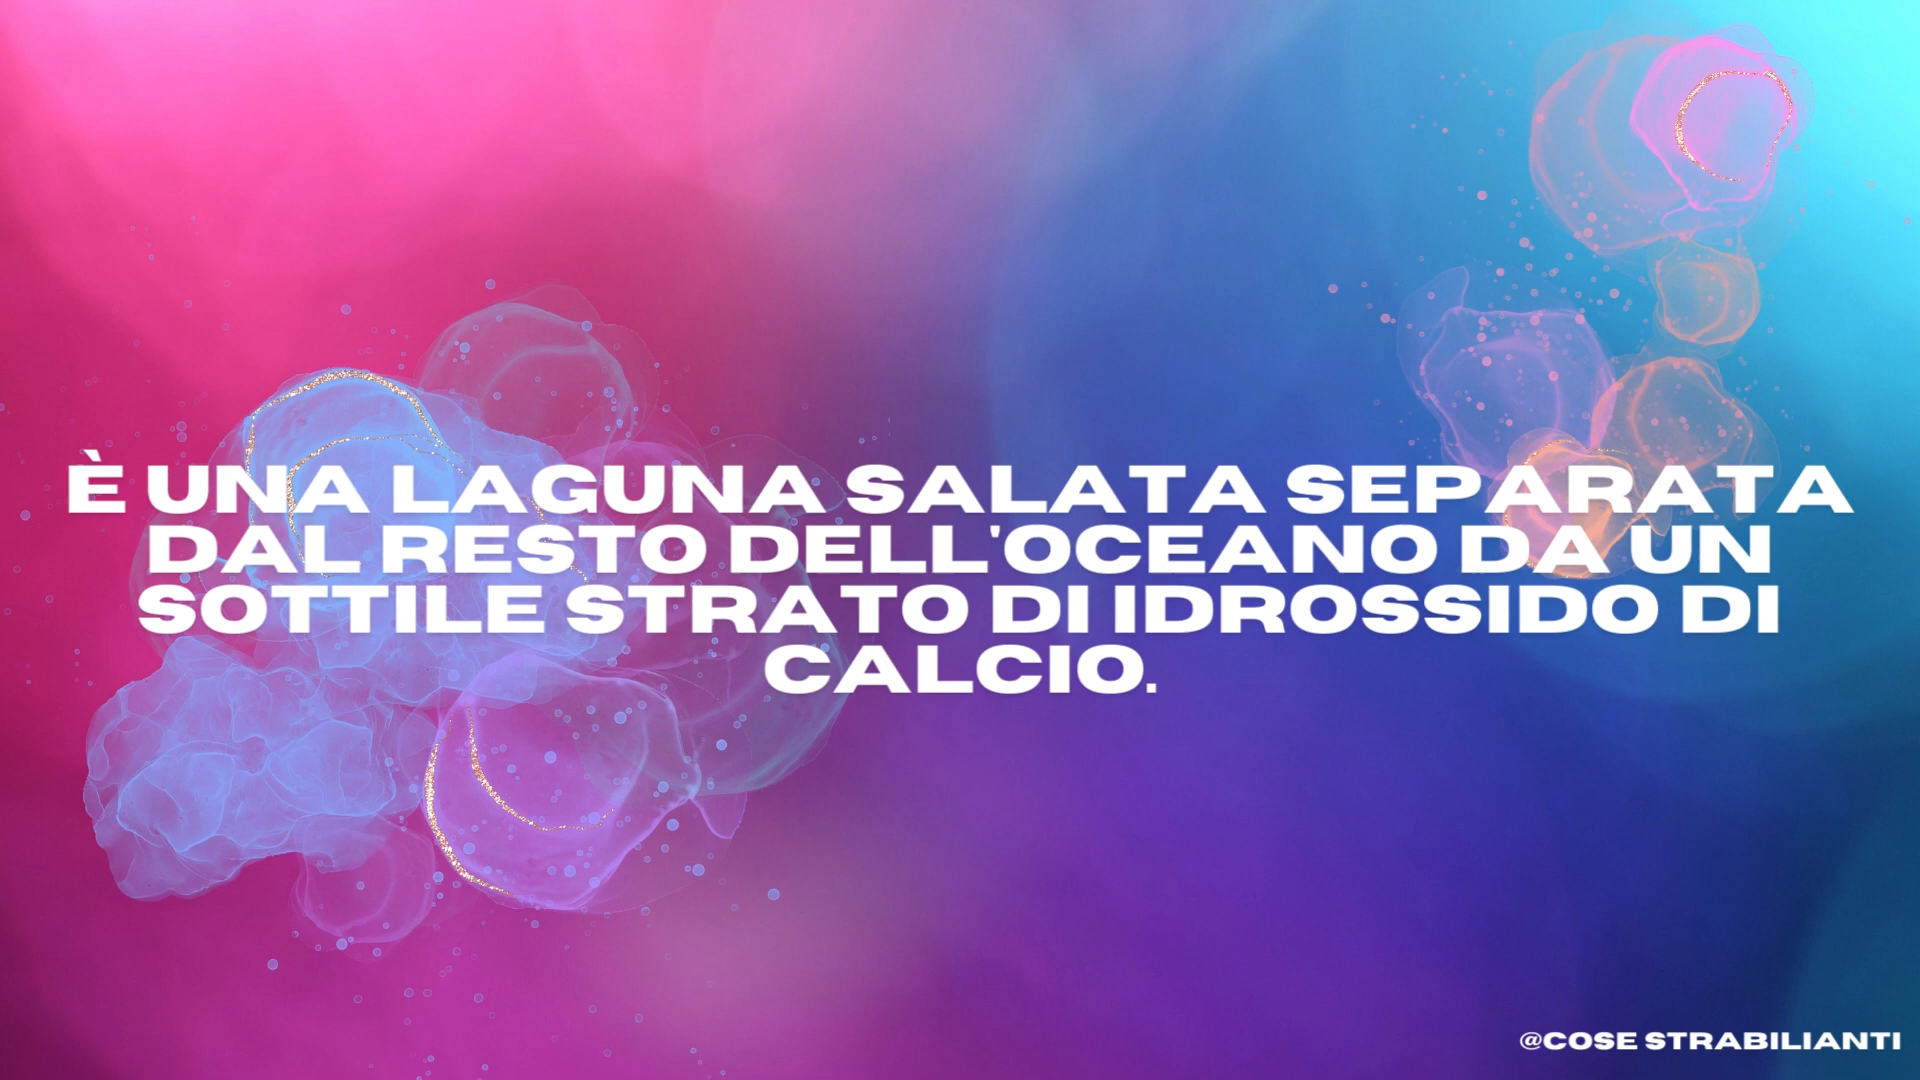 È UNA LAGUNA SALATA SEPARATA
DAL RESTO DELL'OCEANO DA UN
SOTTILE STRATO DI IDROSSIDO DI
CALCIO.
@COSE STRABILIANTI